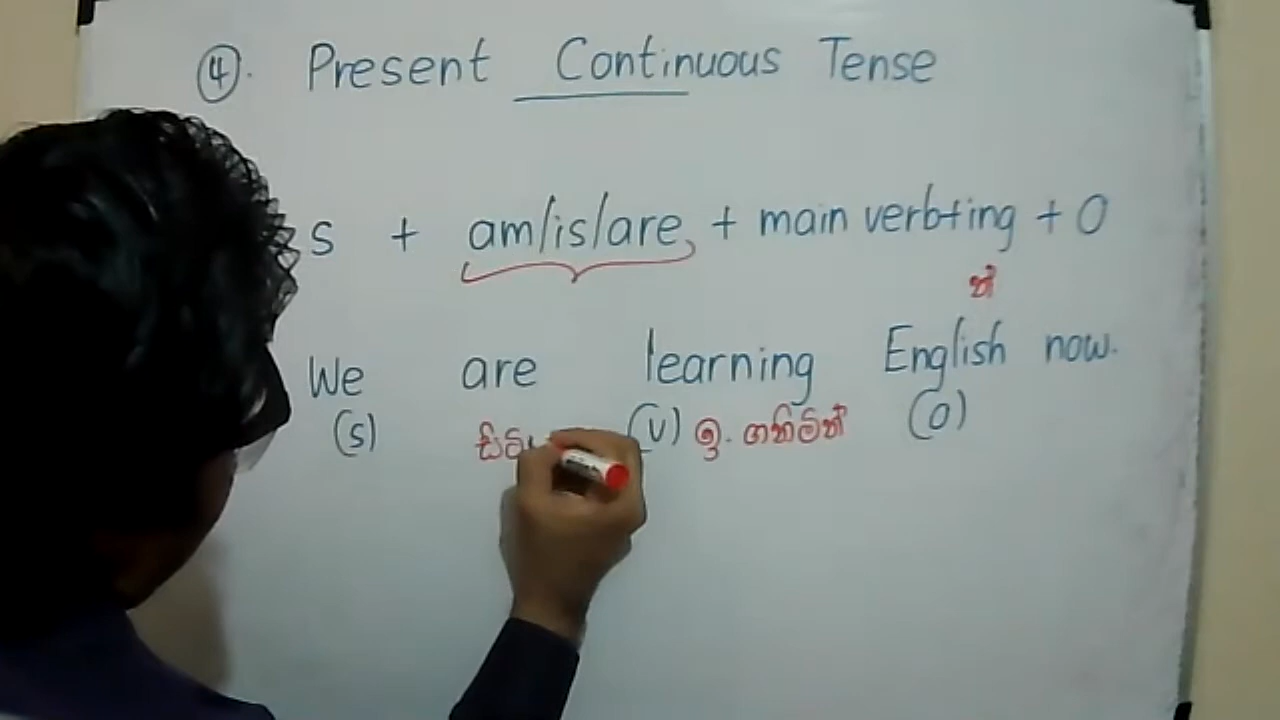 4. Present Continuous Tense
s + am/is/are + main verb+ing + O
න්
We are learning English now.
(s) (v) ඉ. ගනිමින් (o)